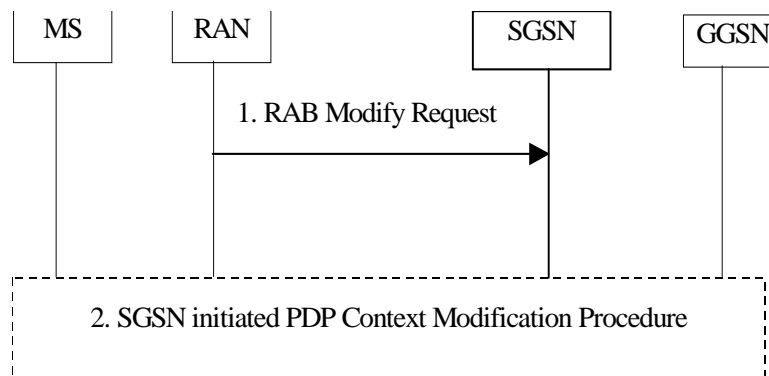 MS RAN SGSN GGSN
1. RAB Modify Request
2. SGSN initiated PDP Context Modification Procedure